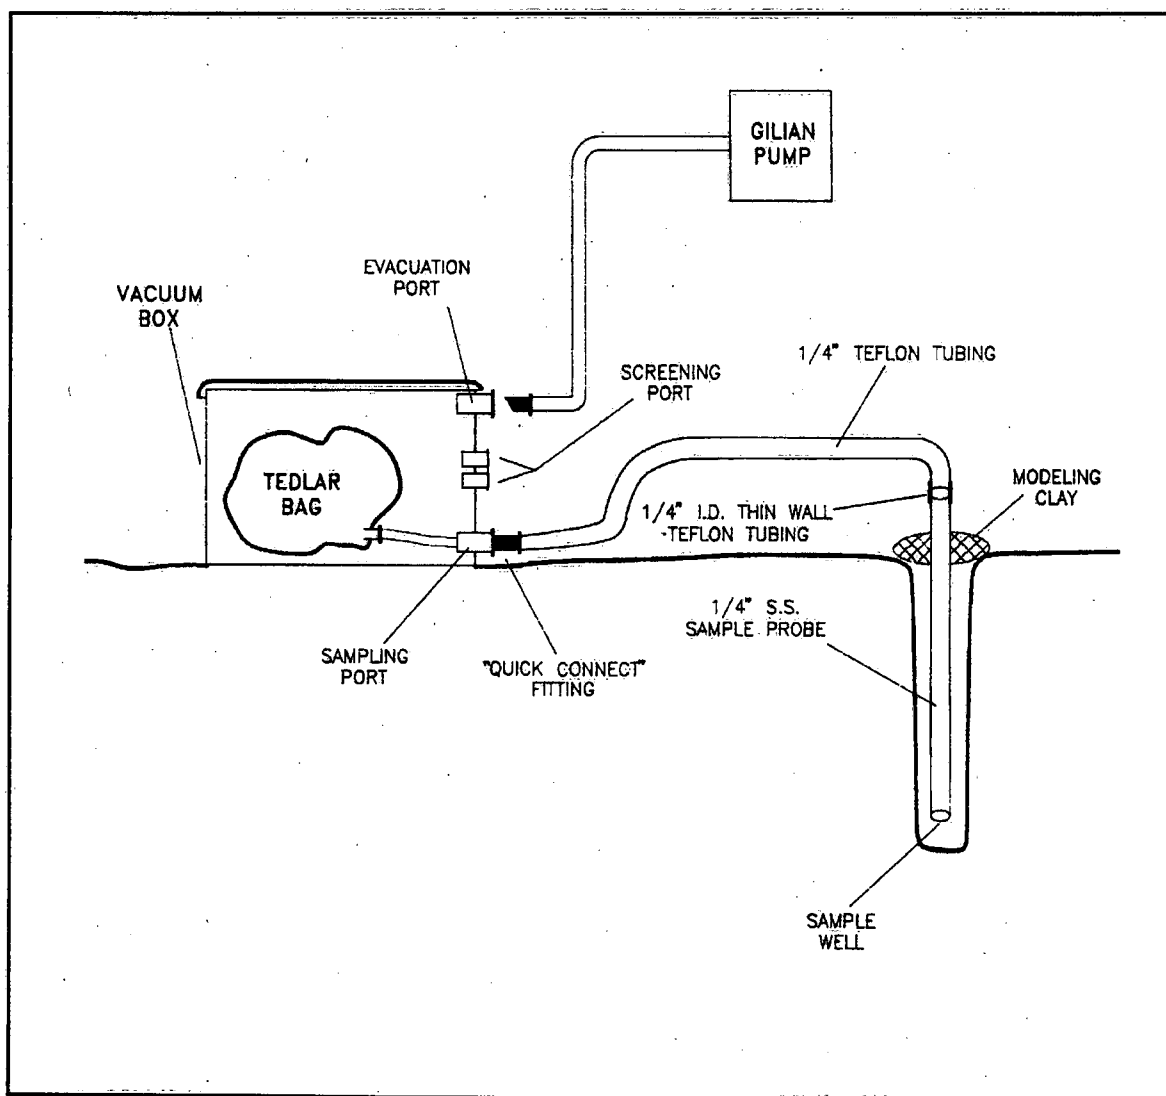 GILIAN
PUMP
EVACUATION
PORT
VACUUM
BOX
1/4" TEFLON TUBING
SCREENING
PORT
TEDLAR
BAG
MODELING
CLAY
1/4" I.D. THIN WALL
TEFLON TUBING
1/4" S.S.
SAMPLE PROBE
SAMPLING
PORT
"QUICK CONNECT"
FITTING
SAMPLE
WELL